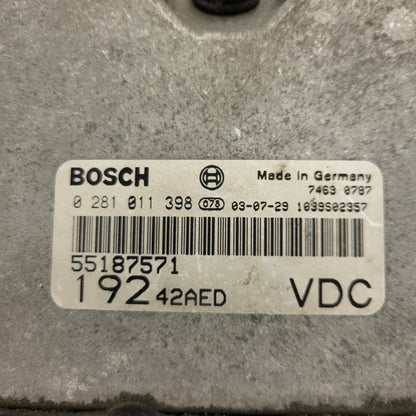 BOSCH Made in Germany
7463 0787
0 281 011 398 078 03-07-29 1039S02357
55187571
192 42AED VDC